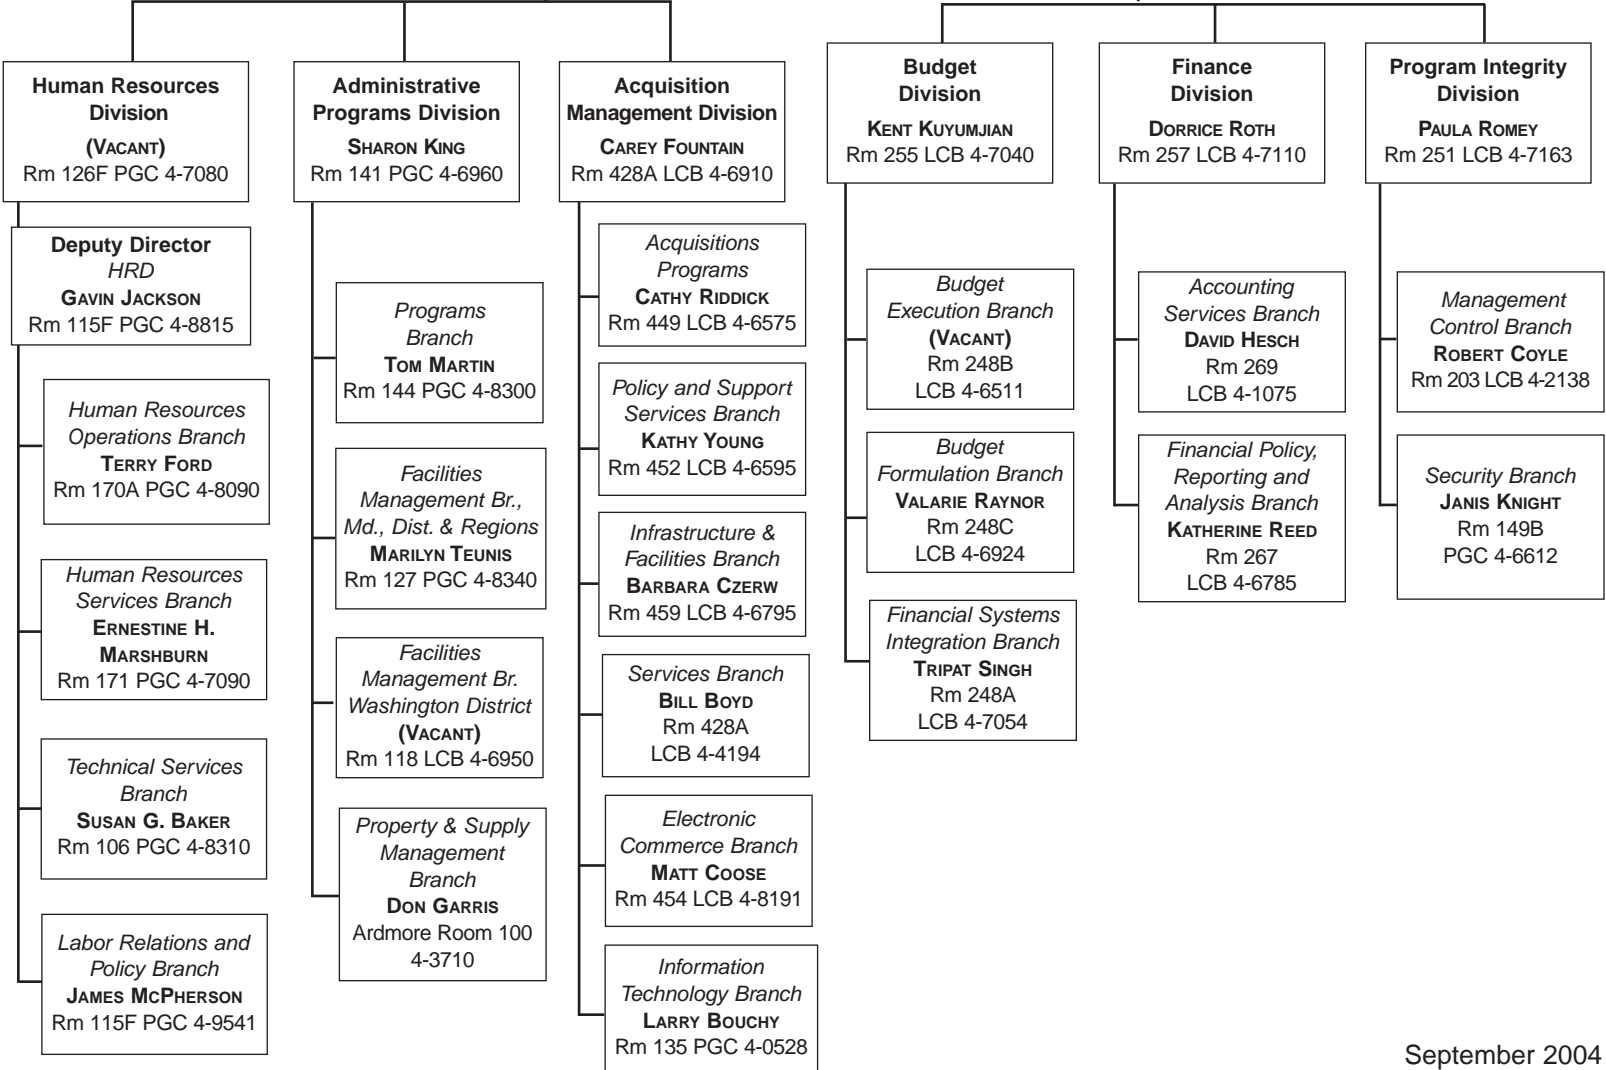 Human Resources
Division
(VACANT)
Rm 126F PGC 4-7080
Deputy Director
HRD
GAVIN JACKSON
Rm 115F PGC 4-8815
Human Resources
Operations Branch
TERRY FORD
Rm 170A PGC 4-8090
Human Resources
Services Branch
ERNESTINE H.
MARSHBURN
Rm 171 PGC 4-7090
Technical Services
Branch
SUSAN G. BAKER
Rm 106 PGC 4-8310
Labor Relations and
Policy Branch
JAMES MCPHERSON
Rm 115F PGC 4-9541
Administrative
Programs Division
SHARON KING
Rm 141 PGC 4-6960
Programs
Branch
TOM MARTIN
Rm 144 PGC 4-8300
Facilities
Management Br.,
Md., Dist. & Regions
MARILYN TEUNIS
Rm 127 PGC 4-8340
Facilities
Management Br.
Washington District
(VACANT)
Rm 118 LCB 4-6950
Property & Supply
Management
Branch
DON GARRIS
Ardmore Room 100
4-3710
Acquisition
Management Division
CAREY FOUNTAIN
Rm 428A LCB 4-6910
Acquisitions
Programs
CATHY RIDDICK
Rm 449 LCB 4-6575
Policy and Support
Services Branch
KATHY YOUNG
Rm 452 LCB 4-6595
Infrastructure &
Facilities Branch
BARBARA CZERW
Rm 459 LCB 4-6795
Services Branch
BILL BOYD
Rm 428A
LCB 4-4194
Electronic
Commerce Branch
MATT COOSE
Rm 454 LCB 4-8191
Information
Technology Branch
LARRY BOUCHY
Rm 135 PGC 4-0528
Budget
Division
KENT KUYUMJIAN
Rm 255 LCB 4-7040
Budget
Execution Branch
(VACANT)
Rm 248B
LCB 4-6511
Budget
Formulation Branch
VALARIE RAYNOR
Rm 248C
LCB 4-6924
Financial Systems
Integration Branch
TRIPAT SINGH
Rm 248A
LCB 4-7054
Finance
Division
DORRICE ROTH
Rm 257 LCB 4-7110
Accounting
Services Branch
DAVID HESCH
Rm 269
LCB 4-1075
Financial Policy,
Reporting and
Analysis Branch
KATHERINE REED
Rm 267
LCB 4-6785
Program Integrity
Division
PAULA ROMEY
Rm 251 LCB 4-7163
Management
Control Branch
ROBERT COYLE
Rm 203 LCB 4-2138
Security Branch
JANIS KNIGHT
Rm 149B
PGC 4-6612
September 2004